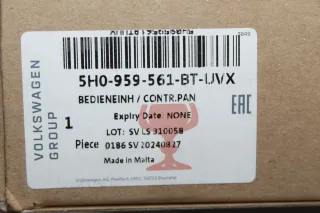 5H0-959-561-BT-IJVX
BEDIENEINH / CONTR.PAN
Expiry Date: NONE
1
LOT: SV LS 310058
Piece 0186 SV 20240827
Made in Malta
VOLKSWAGEN
GROUP
EAC